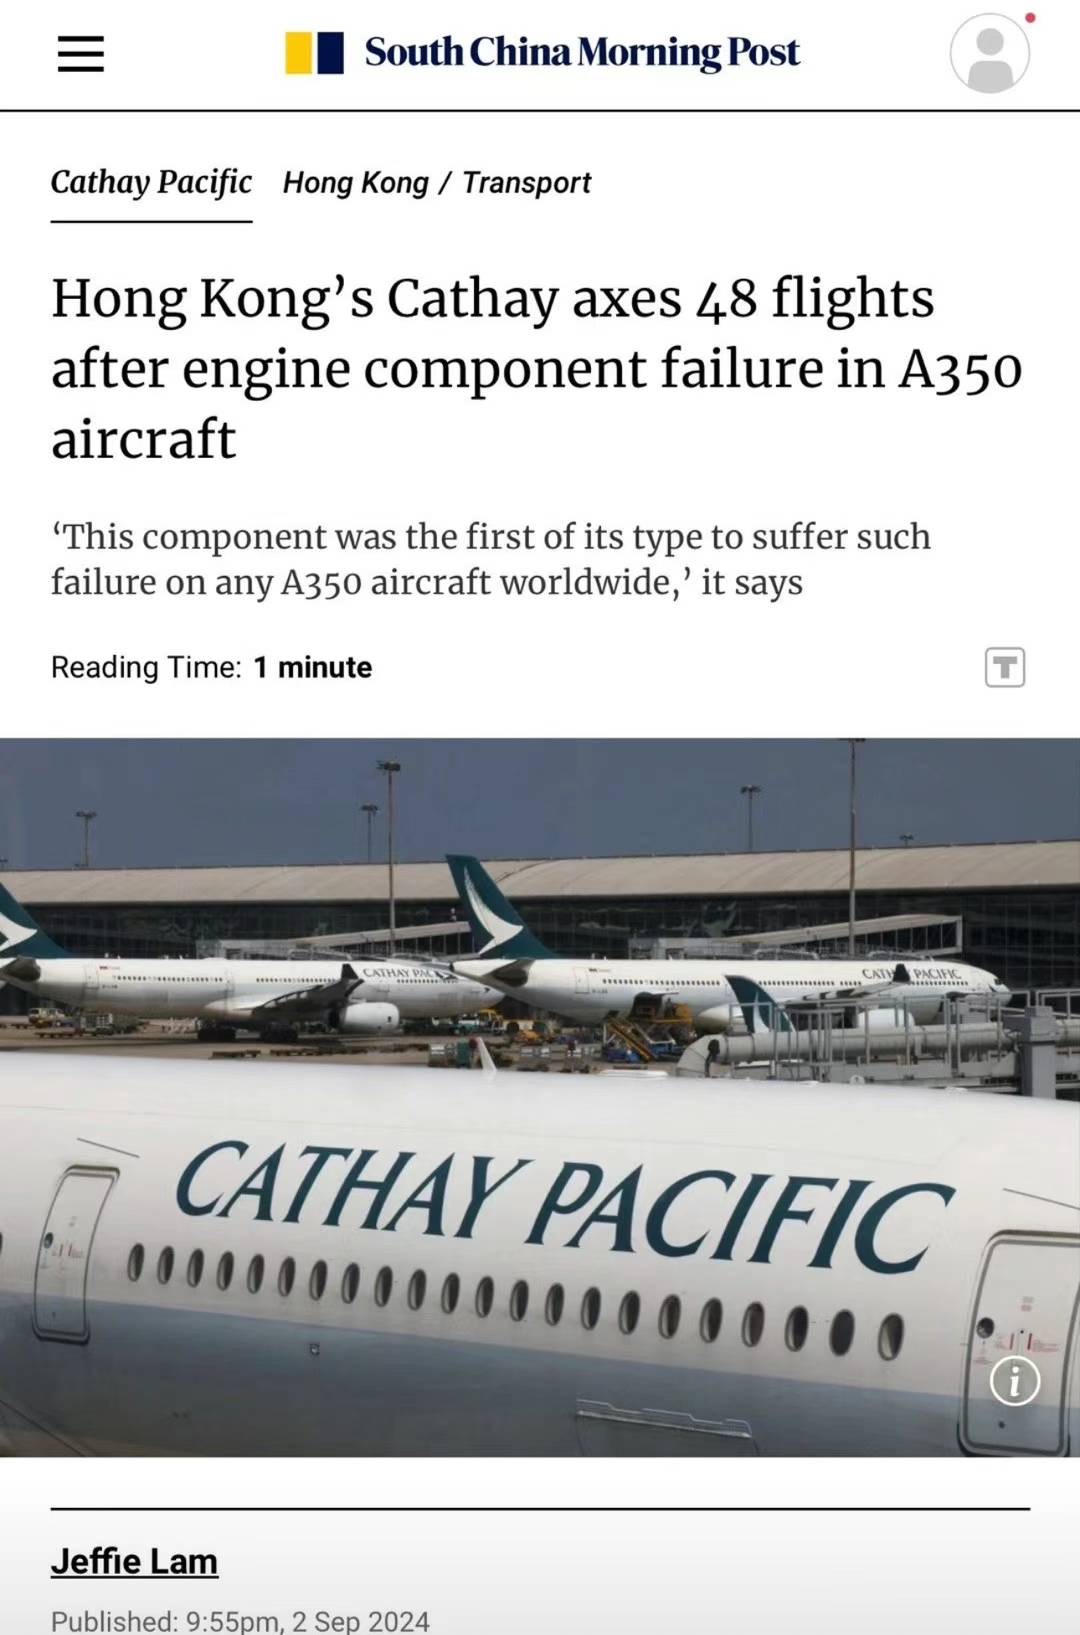 South China Morning Post
Cathay Pacific Hong Kong / Transport
Hong Kong’s Cathay axes 48 flights
after engine component failure in A350
aircraft
‘This component was the first of its type to suffer such
failure on any A350 aircraft worldwide,’ it says
Reading Time: 1 minute
T
CATHAY PAC
CATHAY PACIFIC
CATHAY PACIFIC
i
Jeffie Lam
Published: 9:55pm, 2 Sep 2024